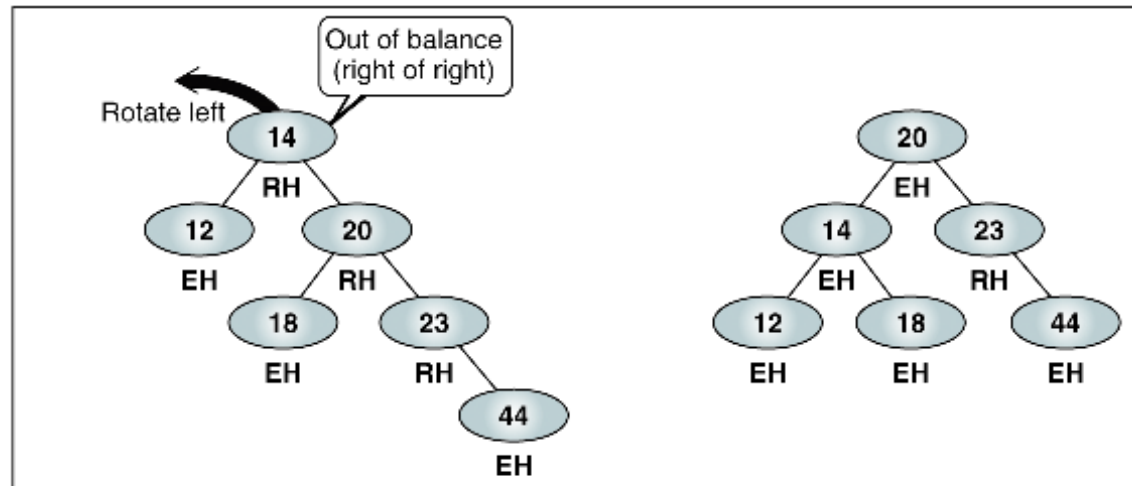 Out of balance
(right of right)
Rotate left
14
RH
12
EH
20
RH
18
EH
23
RH
44
EH
20
EH
14
EH
23
RH
12
EH
18
EH
44
EH